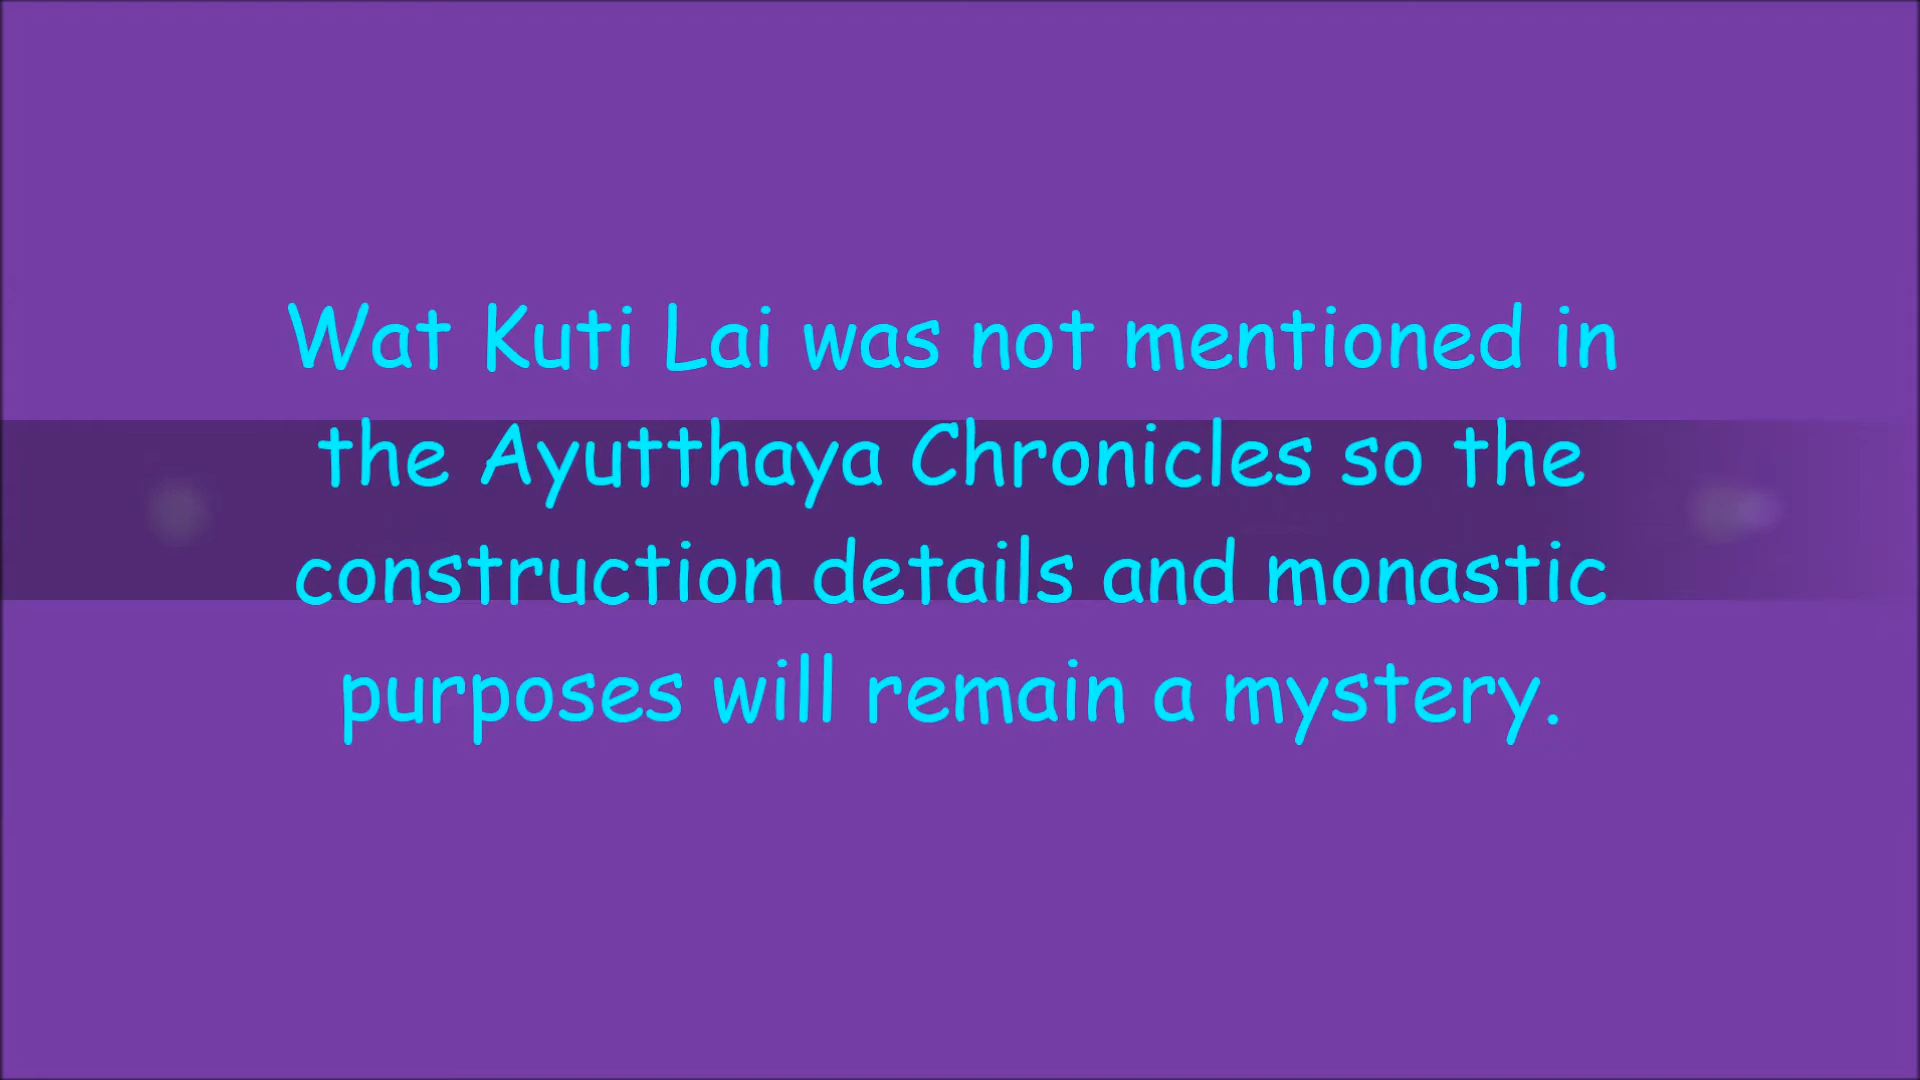 Wat Kuti Lai was not mentioned in
the Ayutthaya Chronicles so the
construction details and monastic
purposes will remain a mystery.